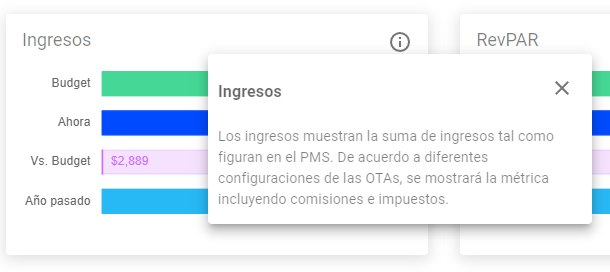 Ingresos
RevPAR
Budget
Ahora
Vs. Budget
$2,889
Año pasado
Ingresos
Los ingresos muestran la suma de ingresos tal como
figuran en el PMS. De acuerdo a diferentes
configuraciones de las OTAs, se mostrará la métrica
incluyendo comisiones e impuestos.